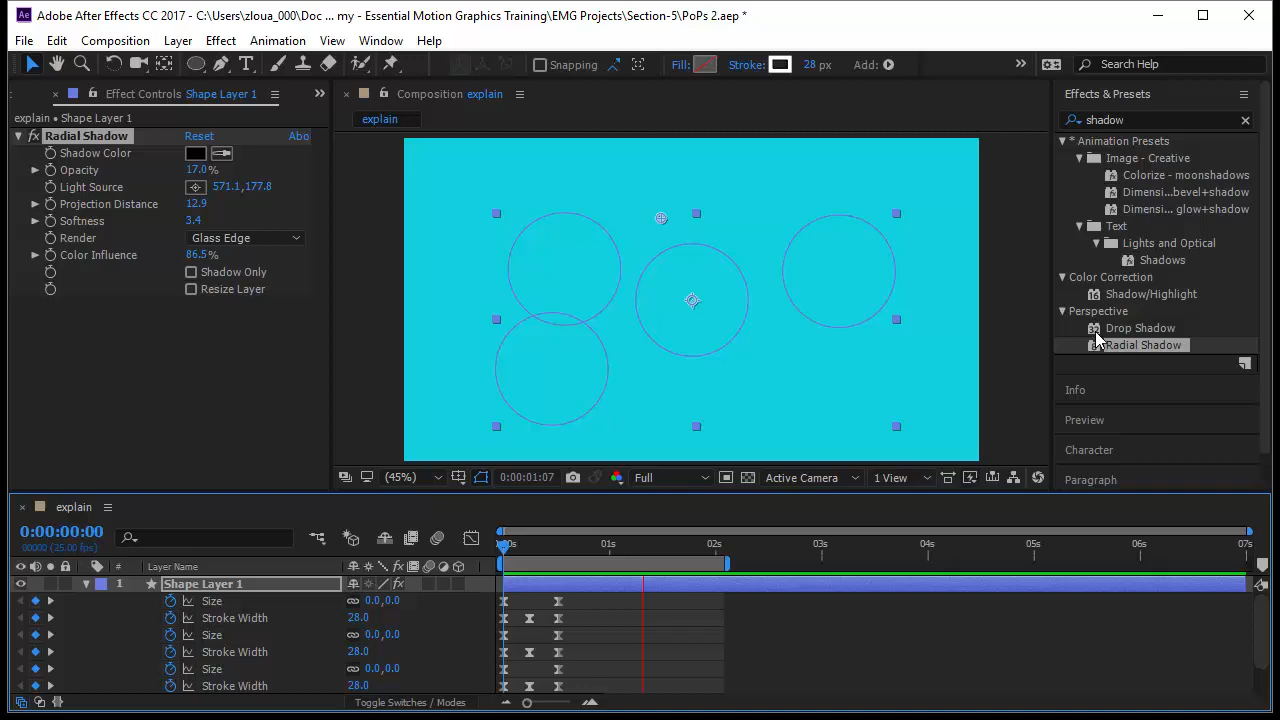 Adobe After Effects CC 2017 - C:\Users\zloua_000\Doc ... my - Essential Motion Graphics Training\EMG Projects\Section-5\PoPs 2.aep *
File Edit Composition Layer Effect Animation View Window Help
Snapping Fill: Stroke: 28 px Add: Search Help
Effect Controls Shape Layer 1
Composition explain
Effects & Presets
explain • Shape Layer 1
explain
shadow
fx Radial Shadow Reset Abo
Shadow Color
Opacity 17.0%
Light Source 571.1,177.8
Projection Distance 12.9
Softness 3.4
Render Glass Edge
Color Influence 86.5%
Shadow Only
Resize Layer
* Animation Presets
Image - Creative
Colorize - moonshadows
Dimensi...bevel+shadow
Dimensi... glow+shadow
Text
Lights and Optical
Shadows
Color Correction
Shadow/Highlight
Perspective
Drop Shadow
Radial Shadow
Info
Preview
Character
Paragraph
(45%) 0:00:01:07 Full Active Camera 1 View
explain
0:00:00:00
00000 (25.00 fps)
00s 01s 02s 03s 04s 05s 06s 07s
# Layer Name
1 Shape Layer 1
Size 0.0,0.0
Stroke Width 28.0
Size 0.0,0.0
Stroke Width 28.0
Size 0.0,0.0
Stroke Width 28.0
Toggle Switches / Modes